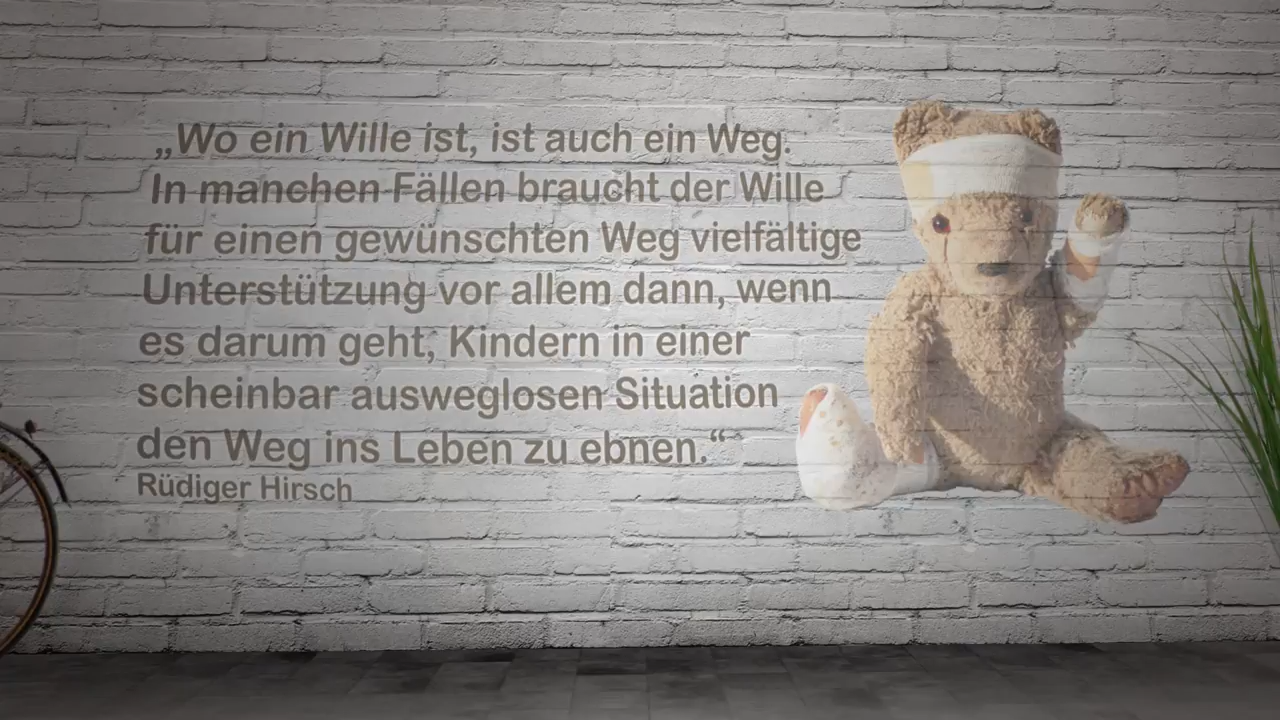 „Wo ein Wille ist, ist auch ein Weg.
In manchen Fällen braucht der Wille
für einen gewünschten Weg vielfältige
Unterstützung vor allem dann, wenn
es darum geht, Kindern in einer
scheinbar ausweglosen Situation
den Weg ins Leben zu ebnen.“
Rüdiger Hirsch